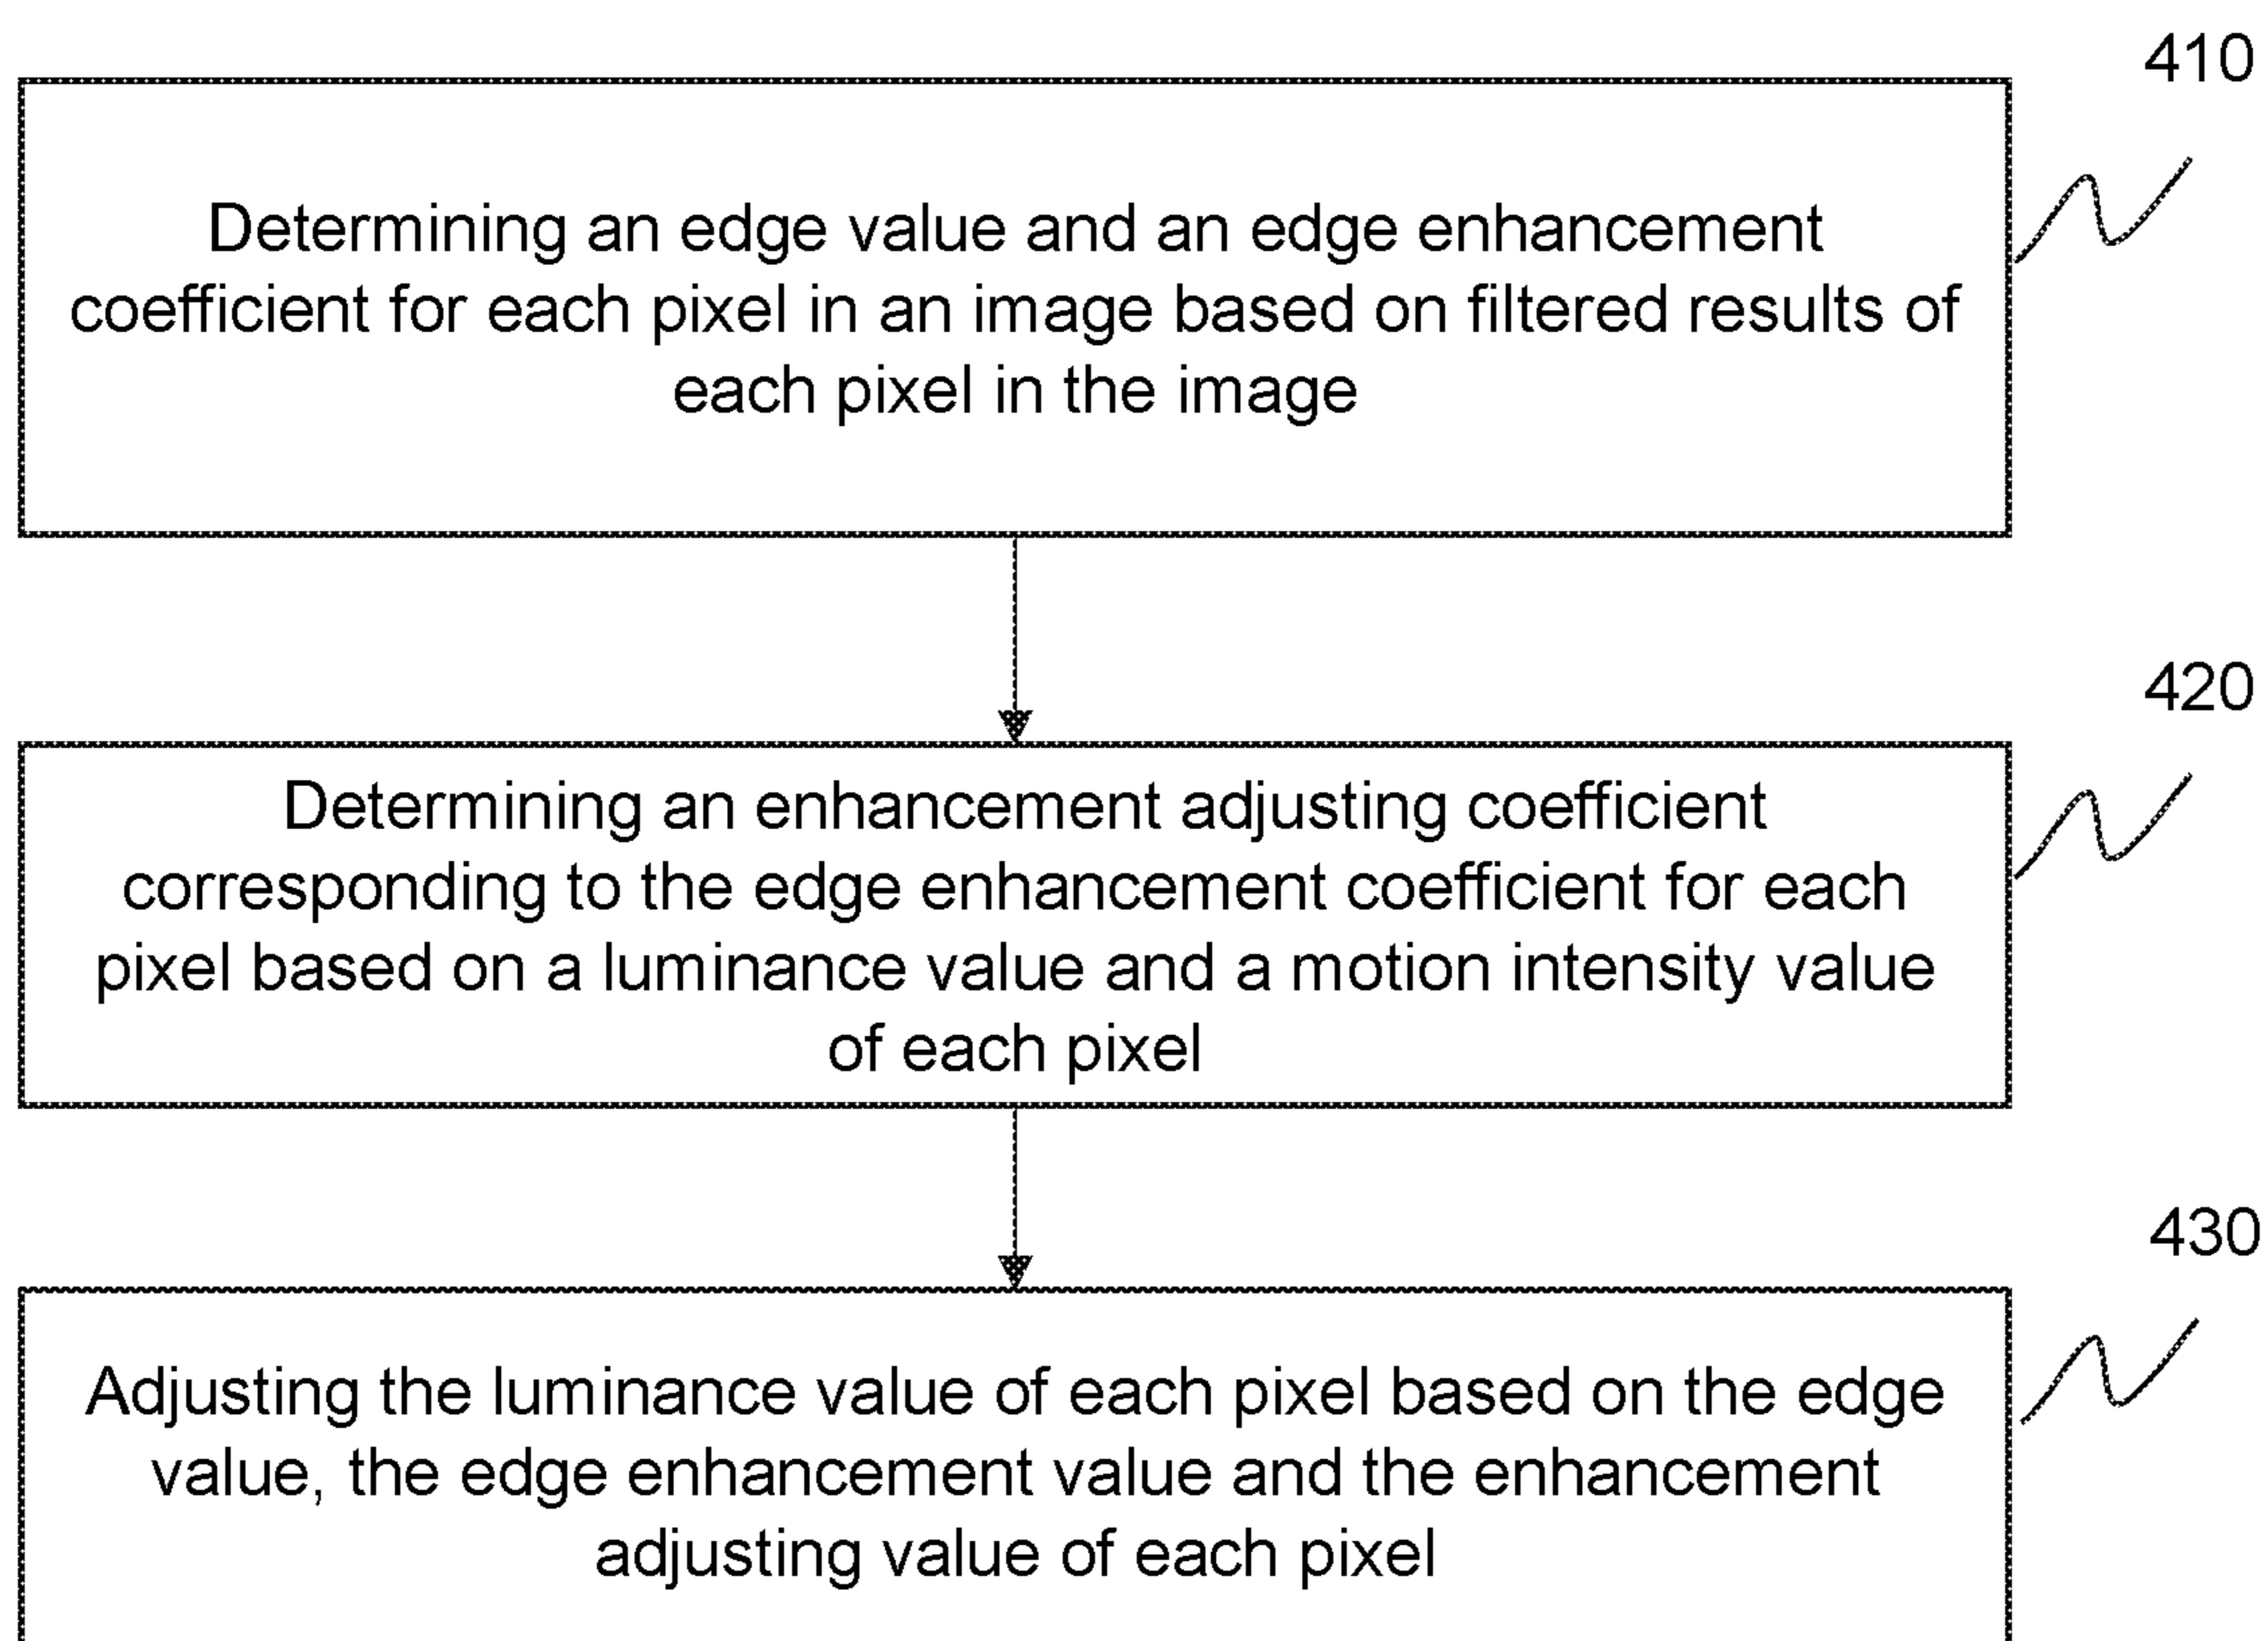 410
Determining an edge value and an edge enhancement
coefficient for each pixel in an image based on filtered results of
each pixel in the image
420
Determining an enhancement adjusting coefficient
corresponding to the edge enhancement coefficient for each
pixel based on a luminance value and a motion intensity value
of each pixel
430
Adjusting the luminance value of each pixel based on the edge
value, the edge enhancement value and the enhancement
adjusting value of each pixel